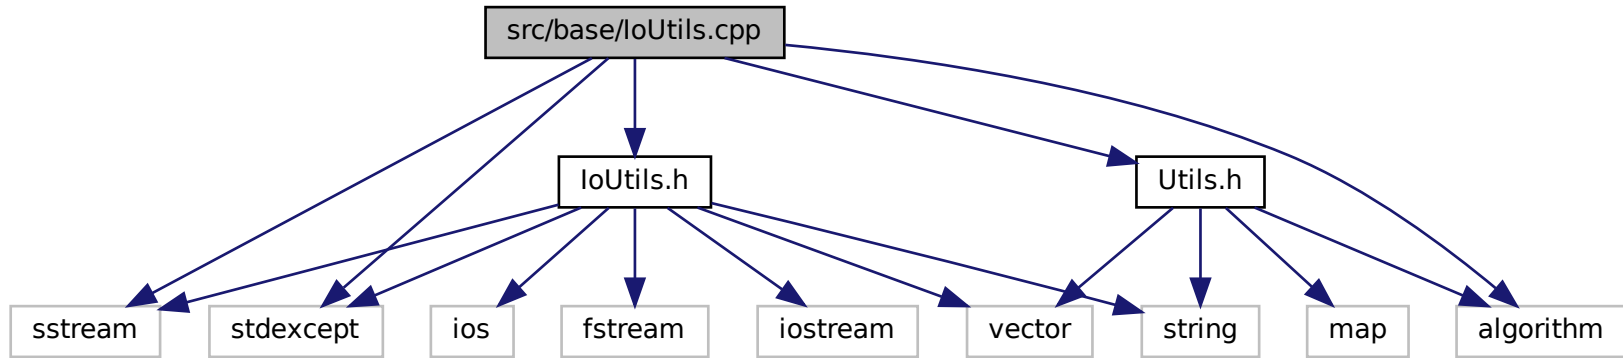 src/base/IoUtils.cpp
IoUtils.h
Utils.h
sstream
stdexcept
ios
fstream
iostream
vector
string
map
algorithm